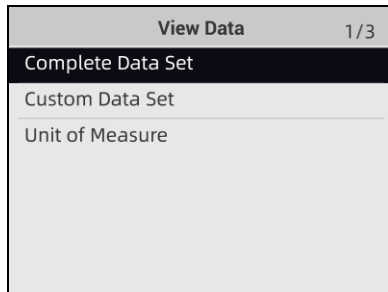 View Data 1/3
Complete Data Set
Custom Data Set
Unit of Measure